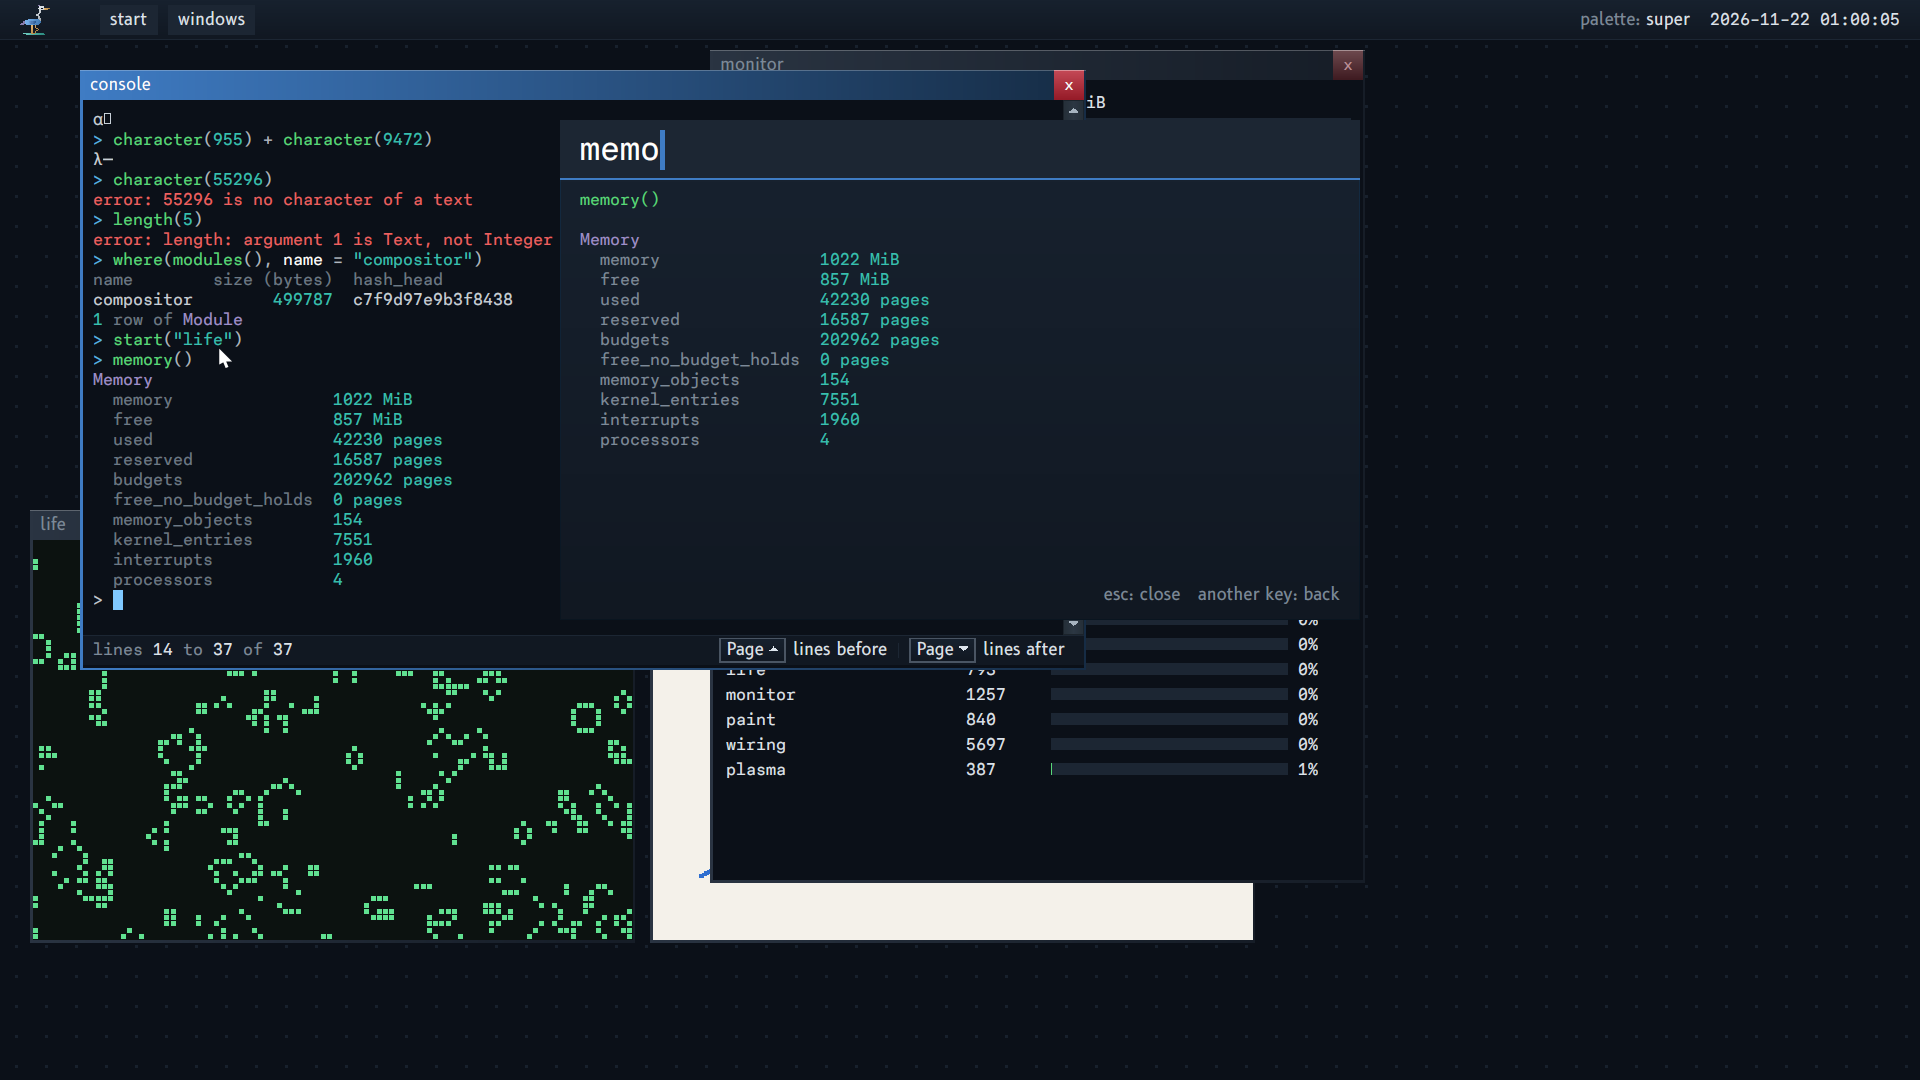 start windows palette: super 2026-11-22 01:00:05
monitor x
console x
iB
α
> character(955) + character(9472)
λ─
> character(55296)
error: 55296 is no character of a text
> length(5)
error: length: argument 1 is Text, not Integer
> where(modules(), name = "compositor")
name size (bytes) hash_head
compositor 499787 c7f9d97e9b3f8438
1 row of Module
> start("life")
> memory()
Memory
memory 1022 MiB
free 857 MiB
used 42230 pages
reserved 16587 pages
budgets 202962 pages
free_no_budget_holds 0 pages
memory_objects 154
kernel_entries 7551
interrupts 1960
processors 4
>
lines 14 to 37 of 37 Page lines before Page lines after
memo
memory()
Memory
memory 1022 MiB
free 857 MiB
used 42230 pages
reserved 16587 pages
budgets 202962 pages
free_no_budget_holds 0 pages
memory_objects 154
kernel_entries 7551
interrupts 1960
processors 4
esc: close another key: back
life
0%
0%
life 793 0%
monitor 1257 0%
paint 840 0%
wiring 5697 0%
plasma 387 1%